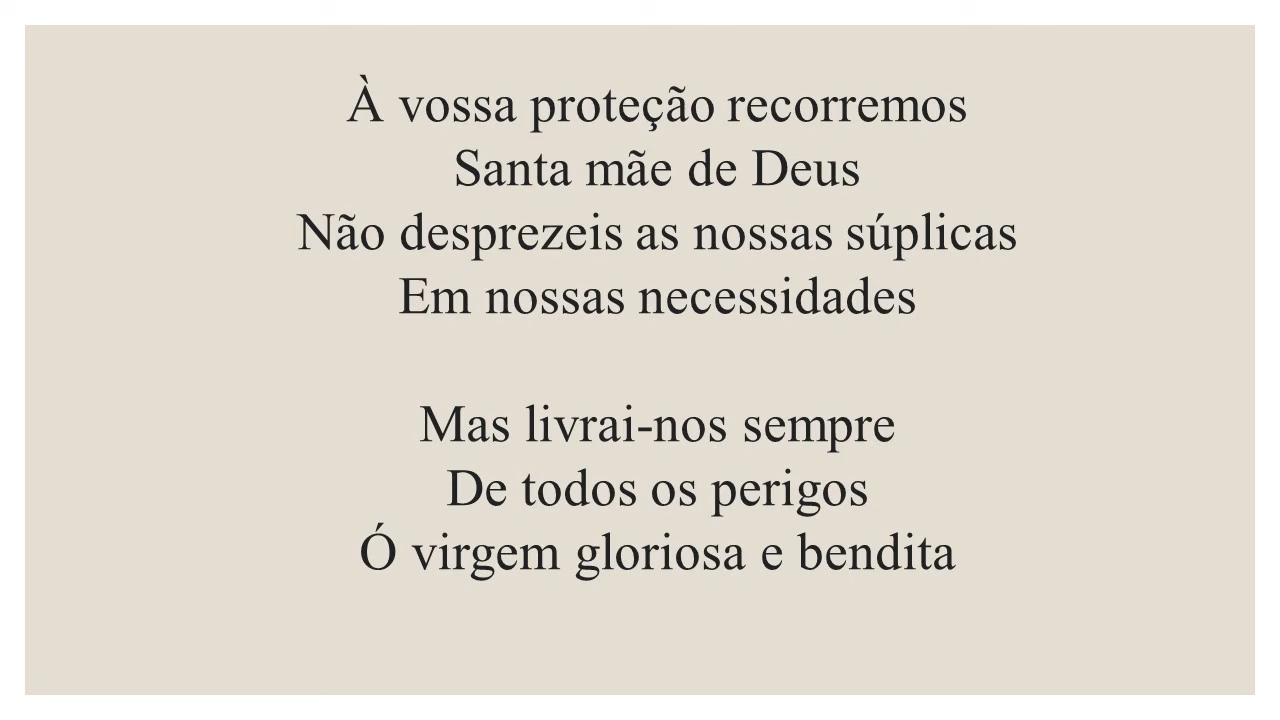 À vossa proteção recorremos
Santa mãe de Deus
Não desprezeis as nossas súplicas
Em nossas necessidades
Mas livrai-nos sempre
De todos os perigos
Ó virgem gloriosa e bendita